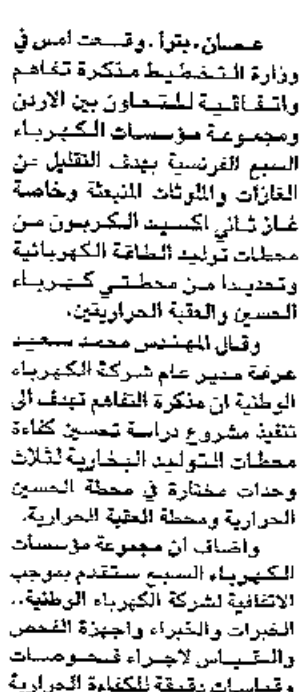 عمان - بترا - وقعت امس في
وزارة التخطيط مذكرة تفاهم
واتفاقية للتعاون بين الاردن
ومجموعة مؤسسات الكهرباء
السبع الفرنسية بهدف التقليل من
الغازات والملوثات المنبعثة وخاصة
غاز ثاني اكسيد الكربون من
محطات توليد الطاقة الكهربائية
وتحديدا من محطتي كهرباء
الحسين والعقبة الحراريتين.
وقال المهندس محمد سعيد
عرفة مدير عام شركة الكهرباء
الوطنية ان مذكرة التفاهم تهدف الى
تنفيذ مشروع دراسة تحسين كفاءة
محطات التوليد البخارية لثلاث
وحدات مختارة في محطة الحسين
الحرارية ومحطة العقبة الحرارية.
واضاف ان مجموعة مؤسسات
الكهرباء السبع ستقدم بموجب
الاتفاقية لشركة الكهرباء الوطنية..
الخبرات والخبراء واجهزة الفحص
والقياس لاجراء فحوصات
وقياسات دقيقة للكفاءة الحرارية